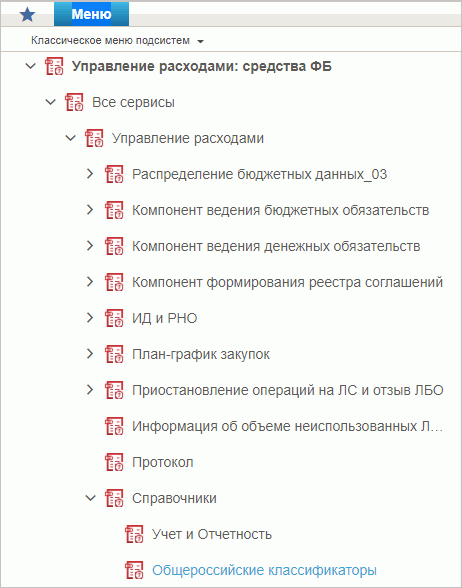 Меню
Классическое меню подсистем
Управление расходами: средства ФБ
Все сервисы
Управление расходами
Распределение бюджетных данных_03
Компонент ведения бюджетных обязательств
Компонент ведения денежных обязательств
Компонент формирования реестра соглашений
ИД и РНО
План-график закупок
Приостановление операций на ЛС и отзыв ЛБО
Информация об объеме неиспользованных Л…
Протокол
Справочники
Учет и Отчетность
Общероссийские классификаторы